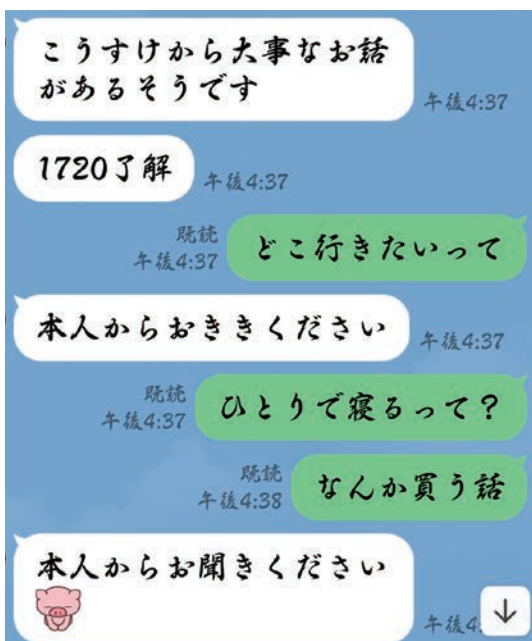 こうすけから大事なお話
があるそうです
午後4:37
1720了解
午後4:37
既読
午後4:37
どこ行きたいって
本人からおききください
午後4:37
既読
午後4:37
ひとりで寝るって?
既読
午後4:38
なんか買う話
本人からお聞きください
午後4: